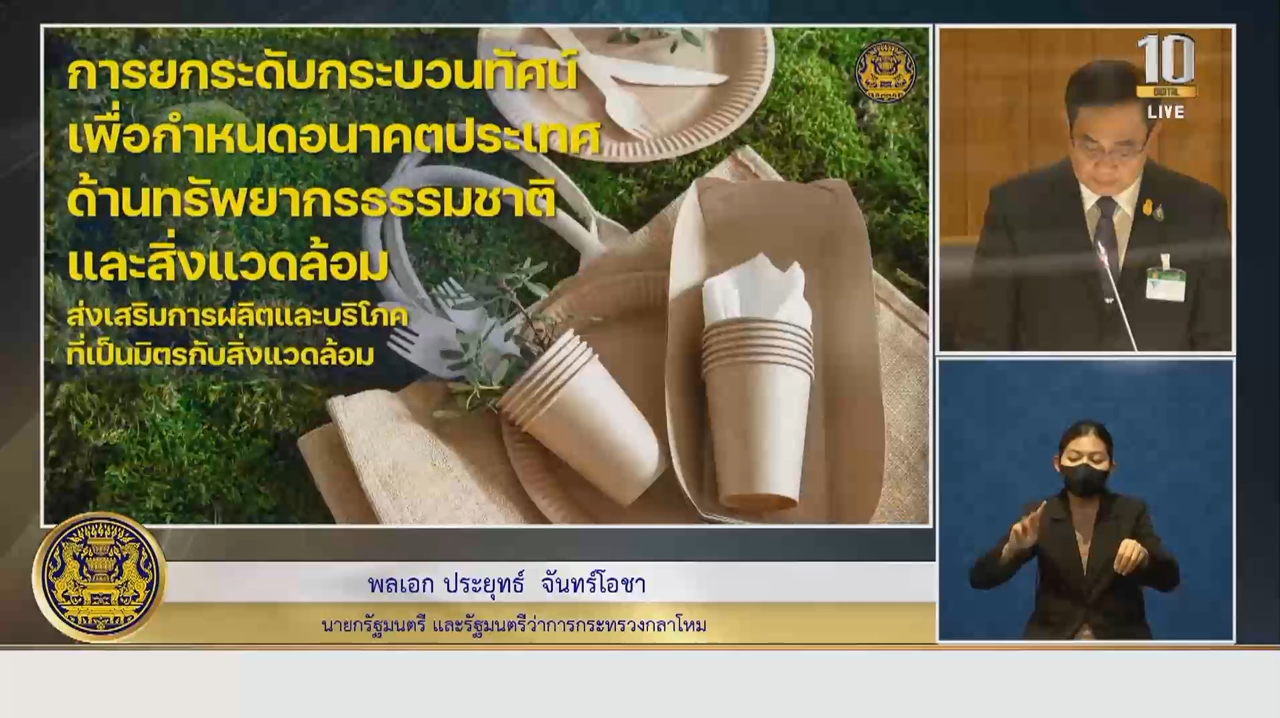 การยกระดับกระบวนทัศน์
เพื่อกำหนดอนาคตประเทศ
ด้านทรัพยากรธรรมชาติ
และสิ่งแวดล้อม
ส่งเสริมการผลิตและบริโภค
ที่เป็นมิตรกับสิ่งแวดล้อม
10
DIGITAL
LIVE
พลเอก ประยุทธ์ จันทร์โอชา
นายกรัฐมนตรี และรัฐมนตรีว่าการกระทรวงกลาโหม